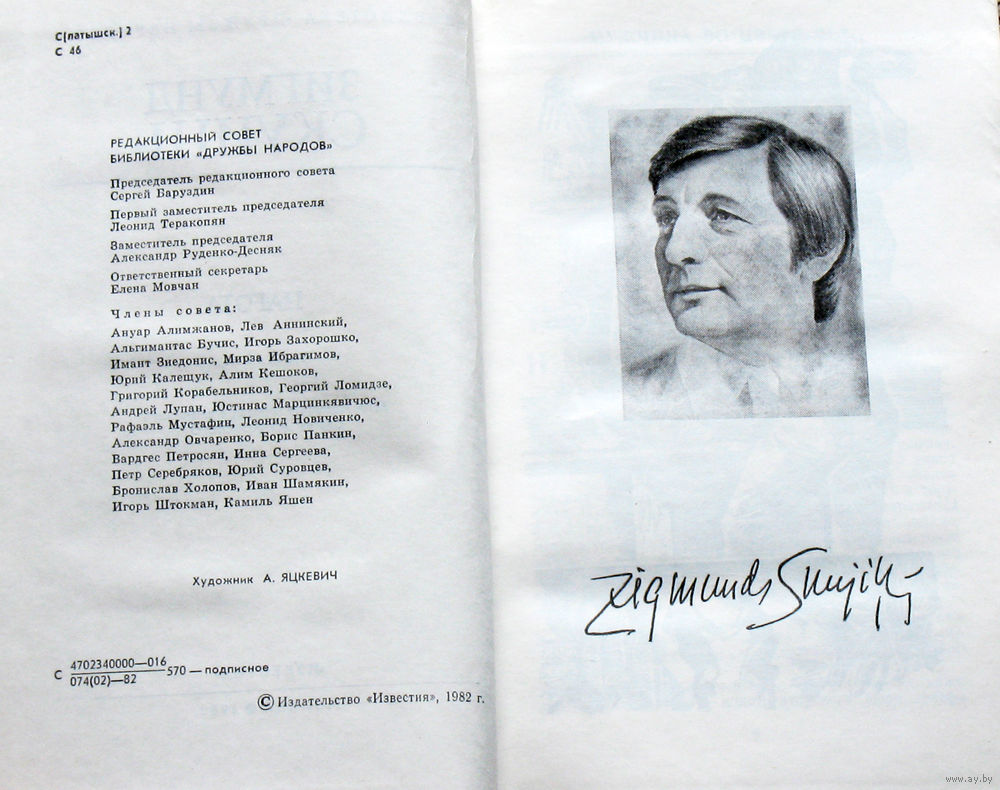 С(латышск.) 2
С 46
РЕДАКЦИОННЫЙ СОВЕТ
БИБЛИОТЕКИ «ДРУЖБЫ НАРОДОВ»
Председатель редакционного совета
Сергей Баруздин
Первый заместитель председателя
Леонид Теракопян
Заместитель председателя
Александр Руденко-Десняк
Ответственный секретарь
Елена Мовчан
Члены совета:
Ануар Алимжанов, Лев Аннинский,
Альгимантас Бучис, Игорь Захорошко,
Имант Зиедонис, Мирза Ибрагимов,
Юрий Калещук, Алим Кешоков,
Григорий Корабельников, Георгий Ломидзе,
Андрей Лупан, Юстинас Марцинкявичюс,
Рафаэль Мустафин, Леонид Новиченко,
Александр Овчаренко, Борис Панкин,
Вардгес Петросян, Инна Сергеева,
Петр Серебряков, Юрий Суровцев,
Бронислав Холопов, Иван Шамякин,
Игорь Штокман, Камиль Яшен
Художник А. ЯЦКЕВИЧ
С 4702340000—016
074(02)—82 570 — подписное
© Издательство «Известия», 1982 г.
ЗИГМУНД
Zigmunds Skujiņš
www.ay.by